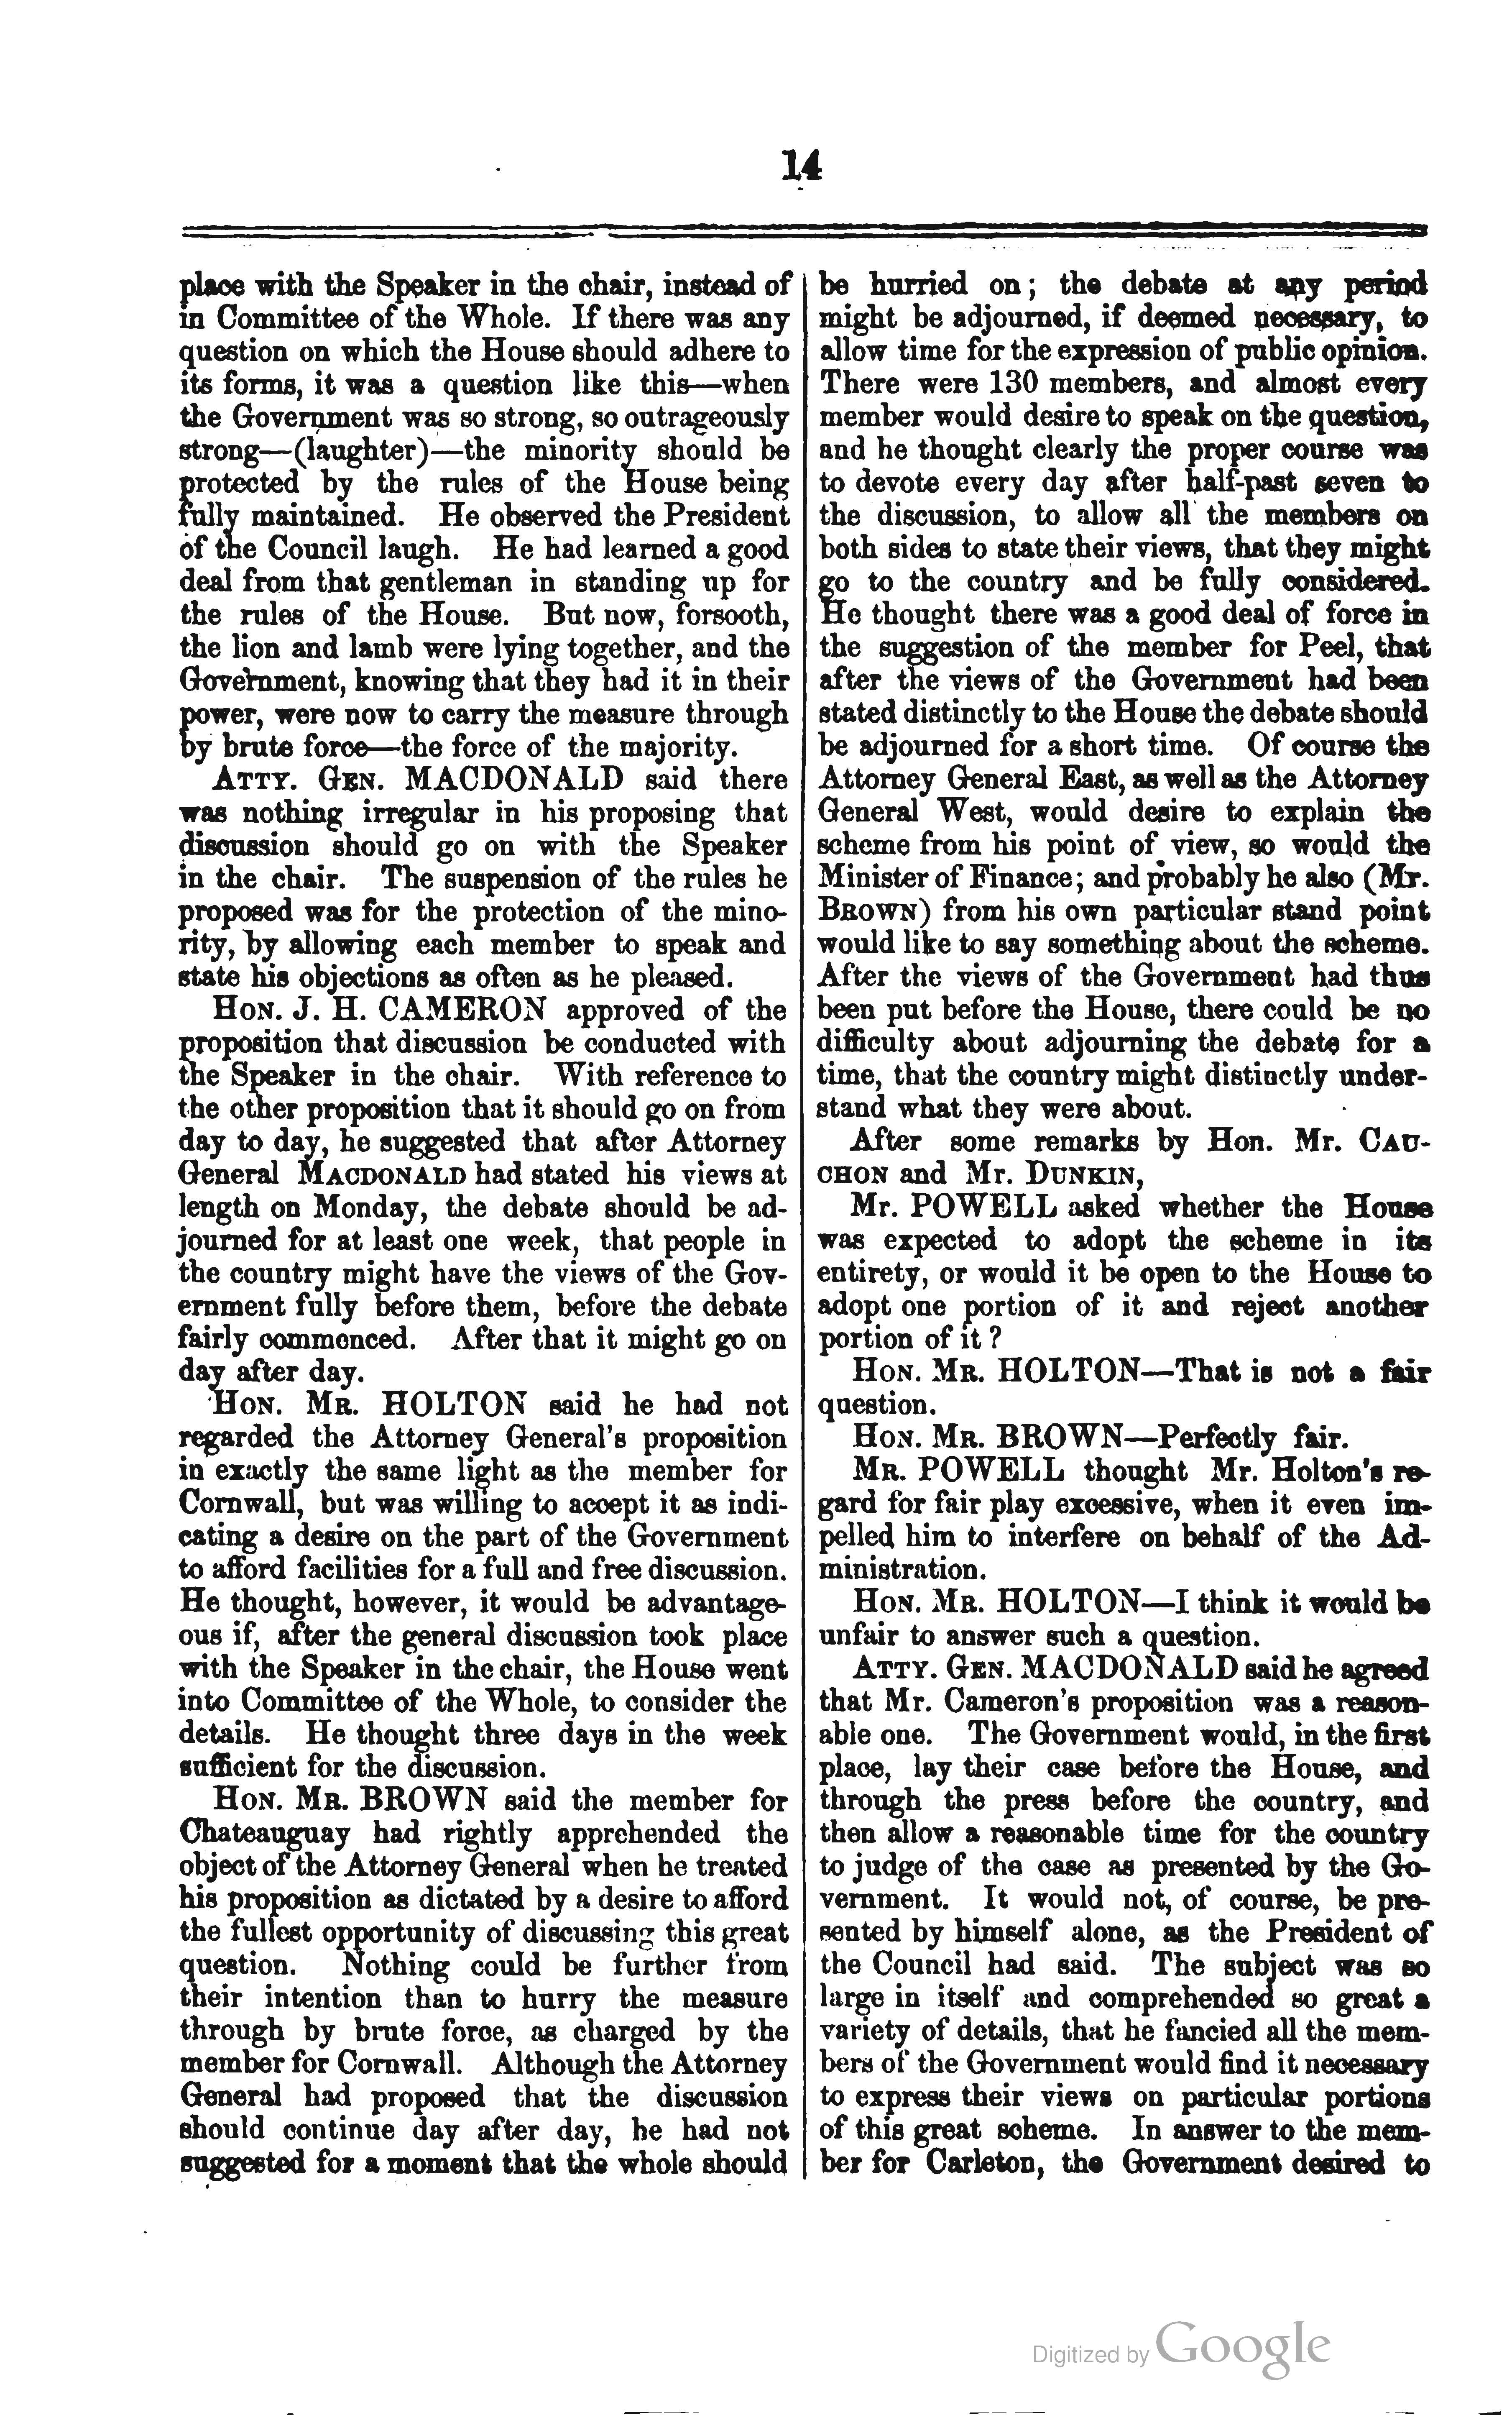 14
place with the Speaker in the chair, instead of
in Committee of the Whole. If there was any
question on which the House should adhere to
its forms, it was a question like this—when
the Government was so strong, so outrageously
strong—(laughter)—the minority should be
protected by the rules of the House being
fully maintained. He observed the President
of the Council laugh. He had learned a good
deal from that gentleman in standing up for
the rules of the House. But now, forsooth,
the lion and lamb were lying together, and the
Government, knowing that they had it in their
power, were now to carry the measure through
by brute force—the force of the majority.
ATTY. GEN. MACDONALD said there
was nothing irregular in his proposing that
discussion should go on with the Speaker
in the chair. The suspension of the rules he
proposed was for the protection of the mino-
rity, by allowing each member to speak and
state his objections as often as he pleased.
HON. J. H. CAMERON approved of the
proposition that discussion be conducted with
the Speaker in the chair. With reference to
the other proposition that it should go on from
day to day, he suggested that after Attorney
General MACDONALD had stated his views at
length on Monday, the debate should be ad-
journed for at least one week, that people in
the country might have the views of the Gov-
ernment fully before them, before the debate
fairly commenced. After that it might go on
day after day.
HON. MR. HOLTON said he had not
regarded the Attorney General's proposition
in exactly the same light as the member for
Cornwall, but was willing to accept it as indi-
cating a desire on the part of the Government
to afford facilities for a full and free discussion.
He thought, however, it would be advantage-
ous if, after the general discussion took place
with the Speaker in the chair, the House went
into Committee of the Whole, to consider the
details. He thought three days in the week
sufficient for the discussion.
HON. MR. BROWN said the member for
Chateauguay had rightly apprehended the
object of the Attorney General when he treated
his proposition as dictated by a desire to afford
the fullest opportunity of discussing this great
question. Nothing could be further from
their intention than to hurry the measure
through by brute force, as charged by the
member for Cornwall. Although the Attorney
General had proposed that the discussion
should continue day after day, he had not
suggested for a moment that the whole should
be hurried on; the debate at any period
might be adjourned, if deemed necessary, to
allow time for the expression of public opinion.
There were 130 members, and almost every
member would desire to speak on the question,
and he thought clearly the proper course was
to devote every day after half-past seven to
the discussion, to allow all the members on
both sides to state their views, that they might
go to the country and be fully considered.
He thought there was a good deal of force in
the suggestion of the member for Peel, that
after the views of the Government had been
stated distinctly to the House the debate should
be adjourned for a short time. Of course the
Attorney General East, as well as the Attorney
General West, would desire to explain the
scheme from his point of view, so would the
Minister of Finance; and probably he also (Mr.
BROWN) from his own particular stand point
would like to say something about the scheme.
After the views of the Government had thus
been put before the House, there could be no
difficulty about adjourning the debate for a
time, that the country might distinctly under-
stand what they were about.
After some remarks by Hon. Mr. CAU-
CHON and Mr. DUNKIN,
Mr. POWELL asked whether the House
was expected to adopt the scheme in its
entirety, or would it be open to the House to
adopt one portion of it and reject another
portion of it?
HON. MR. HOLTON—That is not a fair
question.
HON. MR. BROWN—Perfectly fair.
MR. POWELL thought Mr. Holton's re-
gard for fair play excessive, when it even im-
pelled him to interfere on behalf of the Ad-
ministration.
HON. MR. HOLTON—I think it would be
unfair to answer such a question.
ATTY. GEN. MACDONALD said he agreed
that Mr. Cameron's proposition was a reason-
able one. The Government would, in the first
place, lay their case before the House, and
through the press before the country, and
then allow a reasonable time for the country
to judge of the case as presented by the Go-
vernment. It would not, of course, be pre-
sented by himself alone, as the President of
the Council had said. The subject was so
large in itself and comprehended so great a
variety of details, that he fancied all the mem-
bers of the Government would find it necessary
to express their views on particular portions
of this great scheme. In answer to the mem-
ber for Carleton, the Government desired to
Digitized by Google